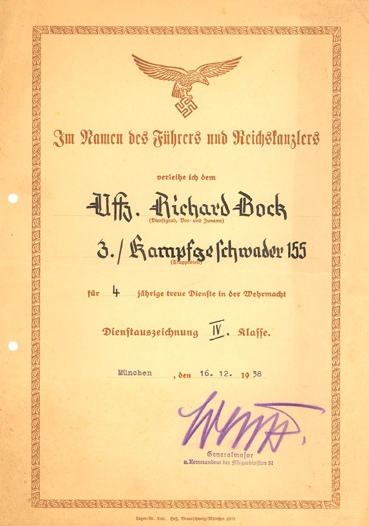 Im Namen des Führers und Reichskanzlers
verleihe ich dem
Uffz. Richard Bock
(Dienstgrad, Vor- und Zuname)
3./Kampfgeschwader 155
(Truppenteil)
für 4 jährige treue Dienste in der Wehrmacht
Dienstauszeichnung IV. Klasse.
München, den 16. 12. 1938
Generalmajor
u. Kommandeur der Fliegerdivision 51